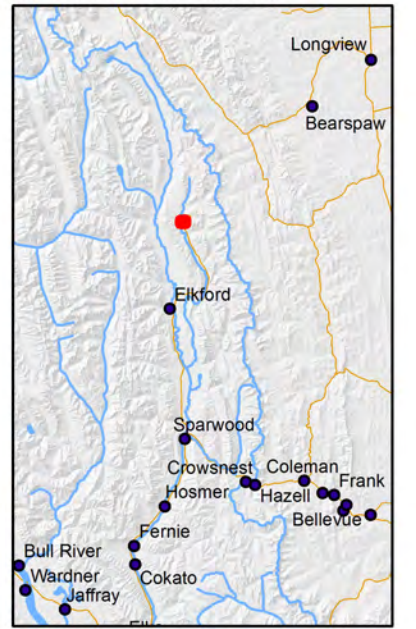 Longview
Bearspaw
Elkford
Sparwood
Crowsnest
Coleman
Frank
Hosmer
Hazell
Bellevue
Fernie
Bull River
Cokato
Wardner
Jaffray